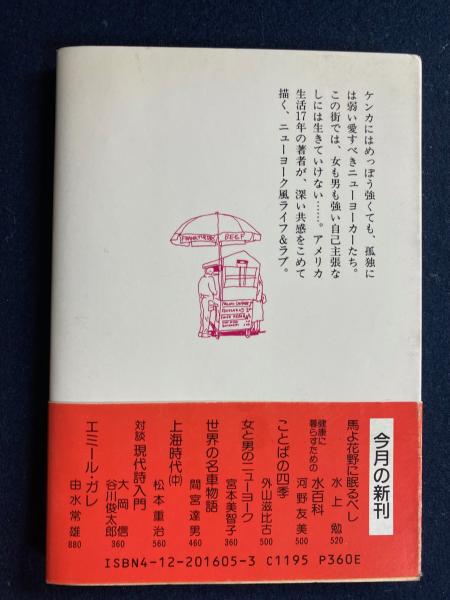 ケンカにはめっぽう強くても、孤独に
は弱い愛すべきニューヨーカーたち。
この街では、女も男も強い自己主張な
しには生きていけない……。アメリカ
生活17年の著者が、深い共感をこめて
描く、ニューヨーク風ライフ&ラブ。
FRANKFURTER
BEEF
今月の新刊
馬よ花野に眠るべし
水上勉
520
健康に
暮らすための
水百科
河野友美
500
ことばの四季
外山滋比古
500
女と男のニューヨーク
宮本美智子
360
世界の名車物語
間宮達男
460
上海時代(中)
松本重治
560
対談 現代詩入門
大岡信
谷川俊太郎
360
エミール・ガレ
由水常雄
880
ISBN4-12-201605-3 C1195 P360E